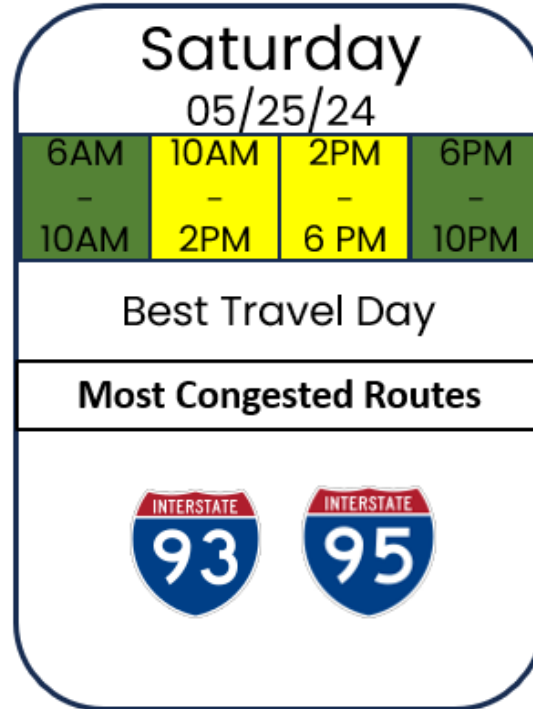 Saturday
05/25/24
6AM 10AM 2PM 6PM
- - - -
10AM 2PM 6 PM 10PM
Best Travel Day
Most Congested Routes
INTERSTATE INTERSTATE
93 95